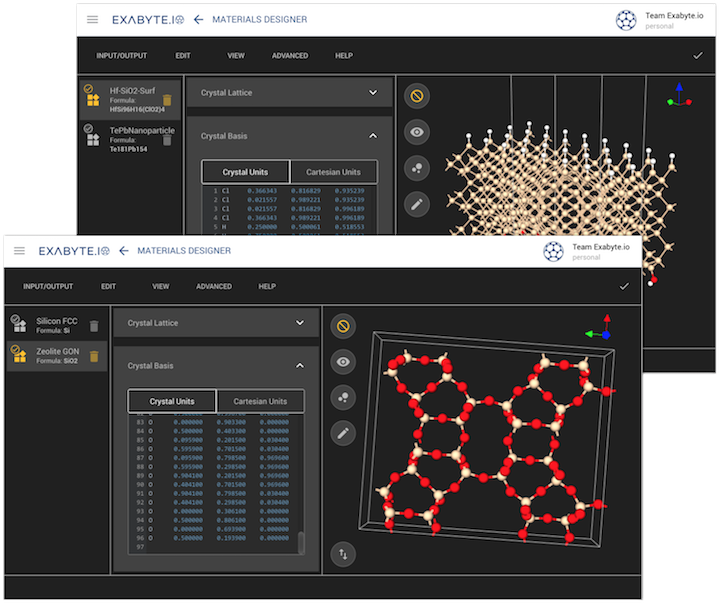 EXABYTE.IO
MATERIALS DESIGNER
Team Exabyte.io
personal
INPUT/OUTPUT EDIT VIEW ADVANCED HELP
Hf-SiO2-Surf
Formula:
HfSi96H16(ClO2)4
TePbNanoparticle
Formula:
Te181Pb154
Crystal Lattice
Crystal Basis
Crystal Units Cartesian Units
1 Cl 0.366343 0.816829 0.935239
2 Cl 0.021557 0.989221 0.935239
3 Cl 0.021557 0.816829 0.996189
4 Cl 0.366343 0.989221 0.996189
5 H 0.250000 0.500061 0.518553
EXABYTE.IO
MATERIALS DESIGNER
Team Exabyte.io
personal
INPUT/OUTPUT EDIT VIEW ADVANCED HELP
Silicon FCC
Formula: Si
Zeolite GON
Formula: SiO2
Crystal Lattice
Crystal Basis
Crystal Units Cartesian Units
83 O 0.000000 0.903300 0.000000
84 O 0.500000 0.403300 0.000000
85 O 0.095900 0.201500 0.030400
86 O 0.595900 0.701500 0.030400
87 O 0.095900 0.798500 0.969600
88 O 0.595900 0.298500 0.969600
89 O 0.904100 0.201500 0.969600
90 O 0.404100 0.701500 0.969600
91 O 0.904100 0.798500 0.030400
92 O 0.404100 0.298500 0.030400
93 O 0.000000 0.306100 0.000000
94 O 0.500000 0.806100 0.000000
95 O 0.000000 0.693900 0.000000
96 O 0.500000 0.193900 0.000000
97